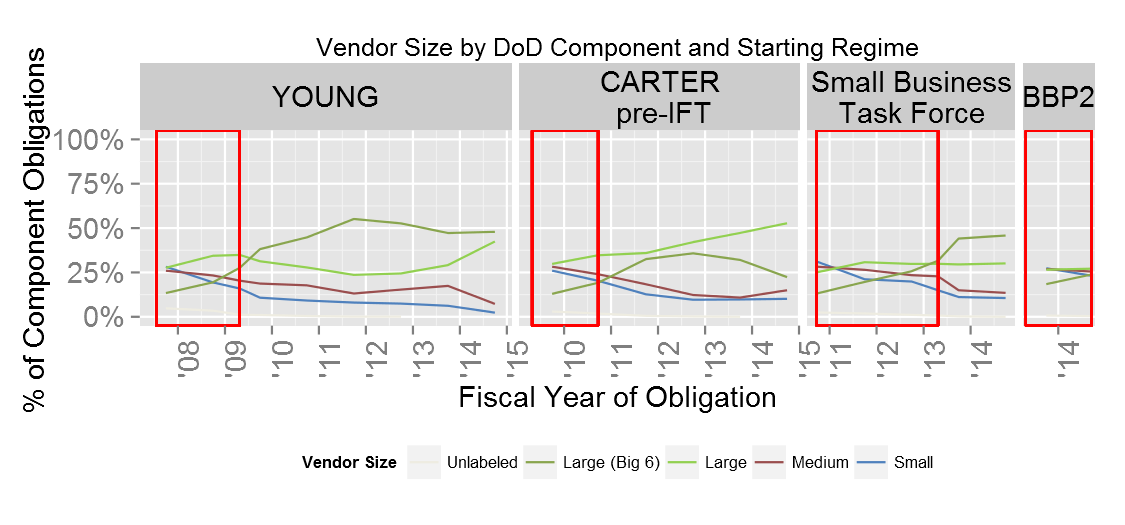 Vendor Size by DoD Component and Starting Regime
YOUNG
CARTER
pre-IFT
Small Business
Task Force
BBP2
% of Component Obligations
100%
75%
50%
25%
0%
'08 '09 '10 '11 '12 '13 '14 '15
'10 '11 '12 '13 '14 '15
'11 '12 '13 '14
'14
Fiscal Year of Obligation
Vendor Size Unlabeled Large (Big 6) Large Medium Small